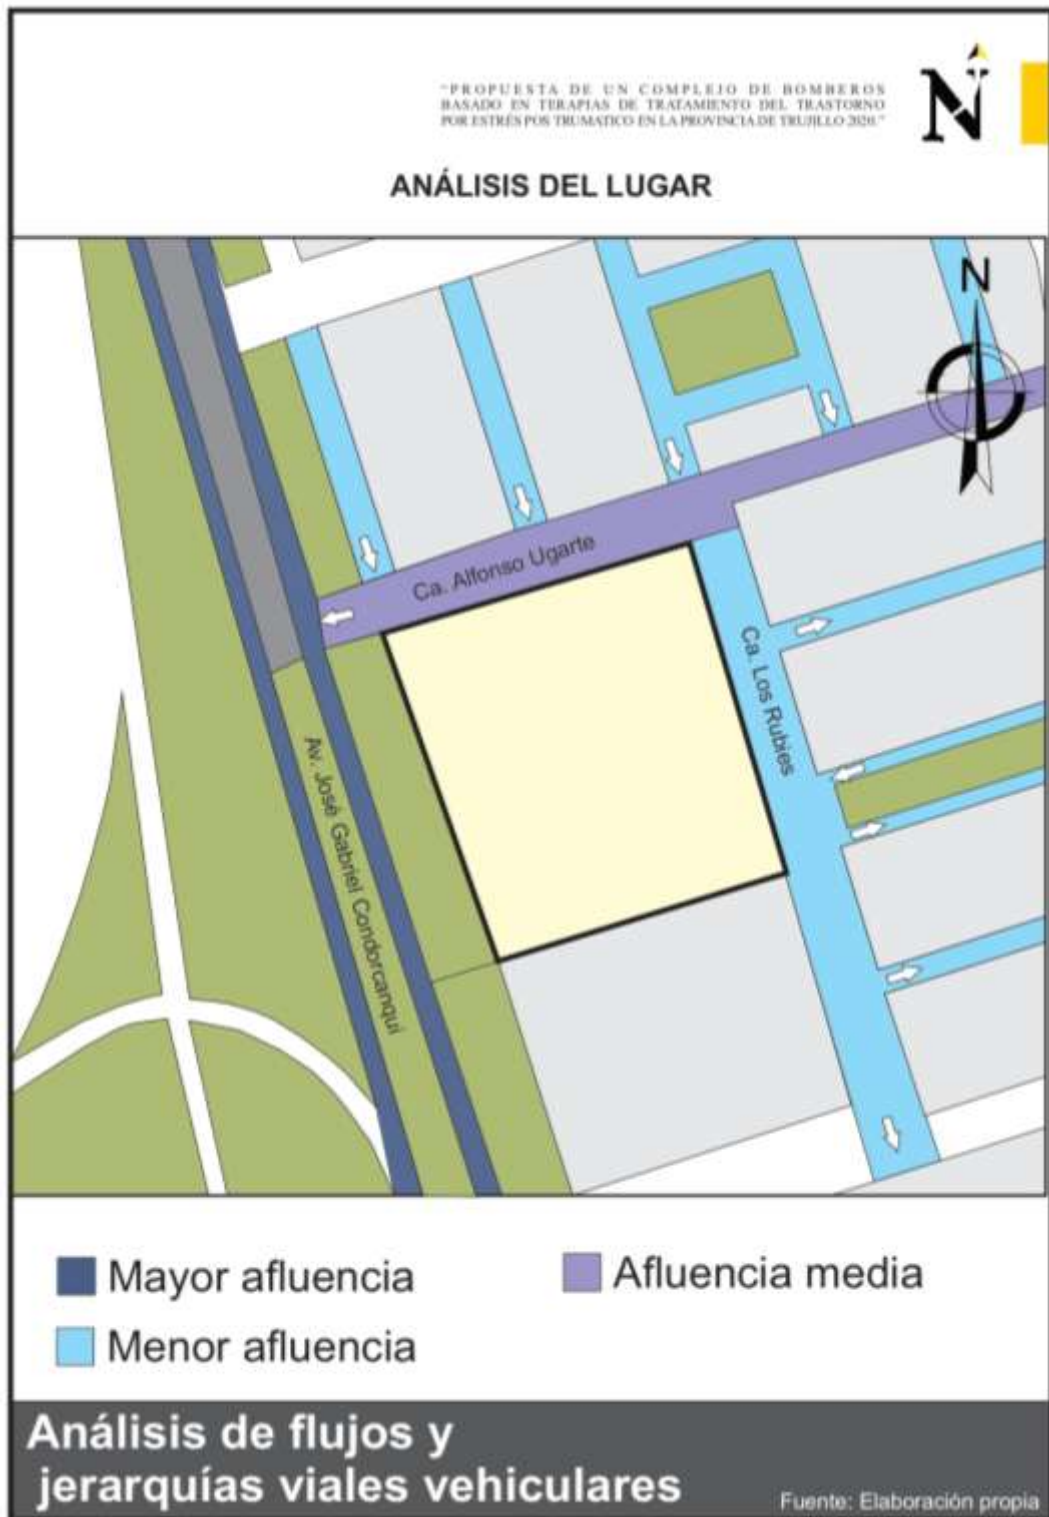 "PROPUESTA DE UN COMPLEJO DE BOMBEROS
BASADO EN TERAPIAS DE TRATAMIENTO DEL TRASTORNO
POR ESTRÉS POS TRUMATICO EN LA PROVINCIA DE TRUJILLO 2020."
N
ANÁLISIS DEL LUGAR
N
Ca. Alfonso Ugarte
Ca. Los Rubies
Av. José Gabriel Condorcanqui
Mayor afluencia
Afluencia media
Menor afluencia
Análisis de flujos y
jerarquías viales vehiculares
Fuente: Elaboración propia